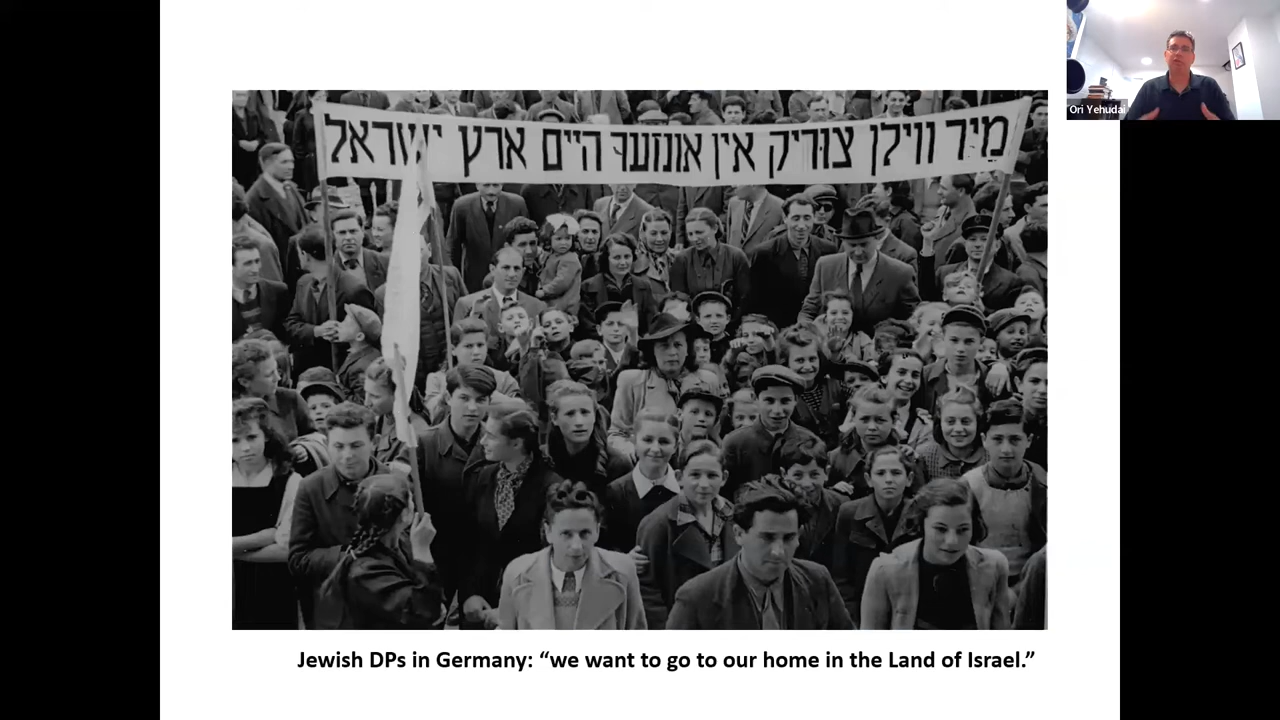 מיר ווילן צוריק אין אונזער היים ארץ ישראל
Ori Yehudai
Jewish DPs in Germany: “we want to go to our home in the Land of Israel.”